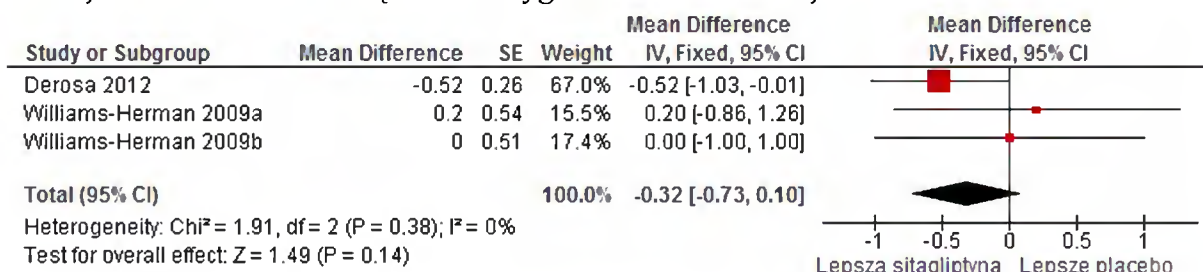 Mean Difference Mean Difference
Study or Subgroup Mean Difference SE Weight IV, Fixed, 95% CI IV, Fixed, 95% CI
Derosa 2012 -0.52 0.26 67.0% -0.52 [-1.03, -0.01]
Williams-Herman 2009a 0.2 0.54 15.5% 0.20 [-0.86, 1.26]
Williams-Herman 2009b 0 0.51 17.4% 0.00 [-1.00, 1.00]
Total (95% CI) 100.0% -0.32 [-0.73, 0.10]
Heterogeneity: Chi² = 1.91, df = 2 (P = 0.38); I² = 0%
Test for overall effect: Z = 1.49 (P = 0.14)
-1 -0.5 0 0.5 1
Lepsza sitagliptyna Lepsze placebo